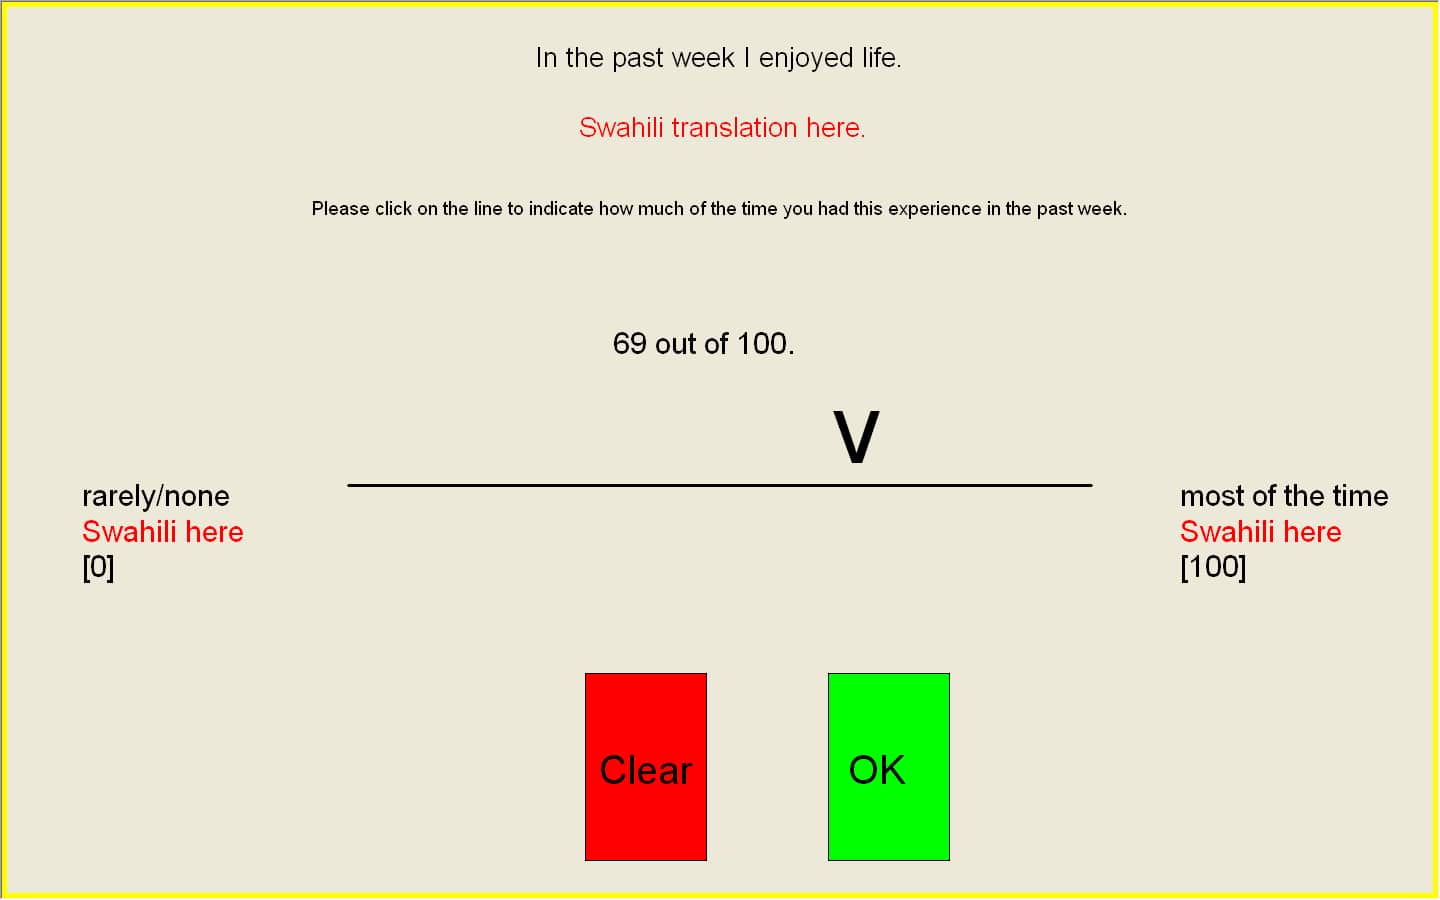 In the past week I enjoyed life.
Swahili translation here.
Please click on the line to indicate how much of the time you had this experience in the past week.
69 out of 100.
V
rarely/none
Swahili here
[0]
most of the time
Swahili here
[100]
Clear
OK